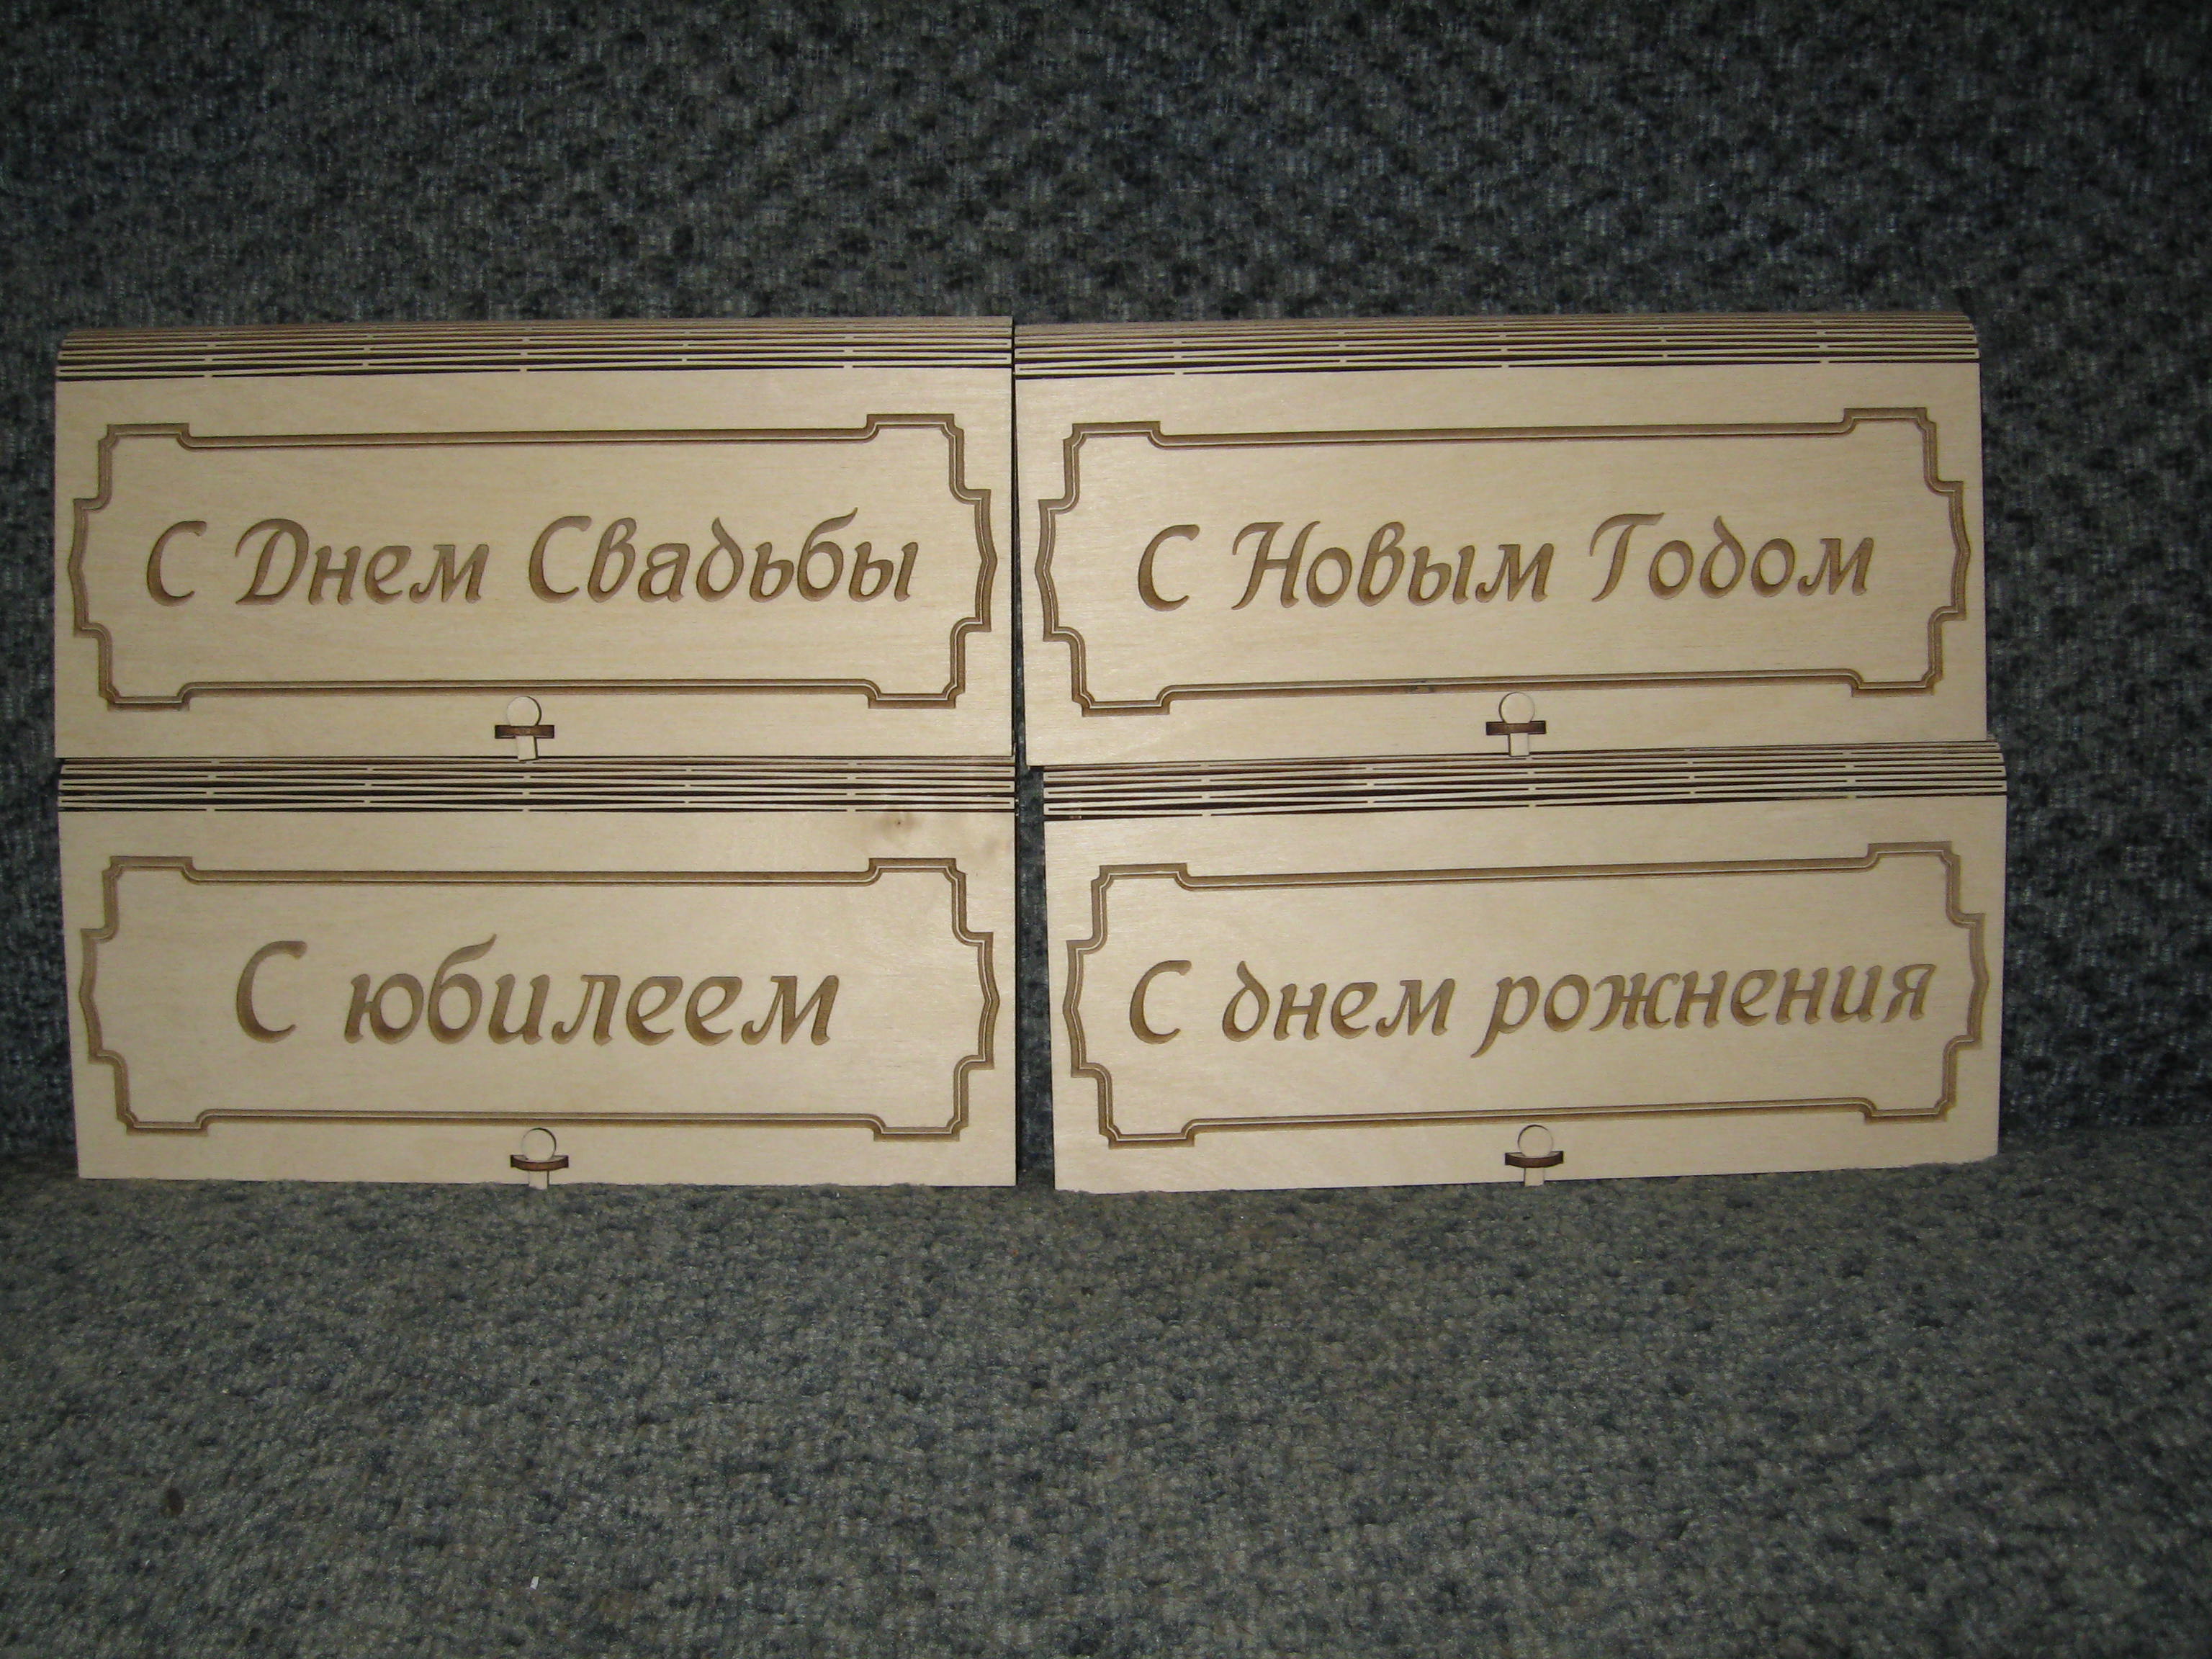 С Днем Свадьбы
С Новым Годом
С юбилеем
С днем рожнения